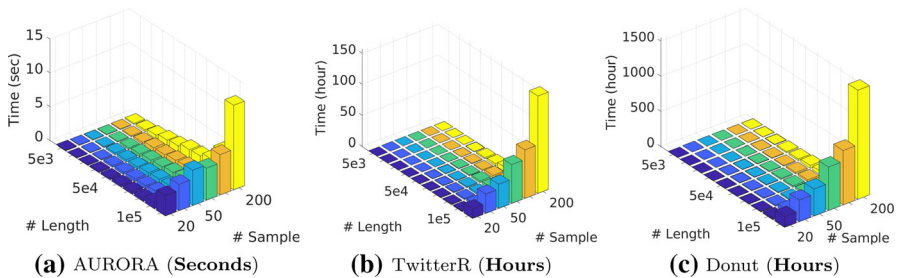 15
10
5
0
Time (sec)
5e3
5e4
1e5
# Length
20
50
200
# Sample
(a) AURORA (Seconds)
150
100
50
0
Time (hour)
5e3
5e4
1e5
# Length
20
50
200
# Sample
(b) TwitterR (Hours)
1500
1000
500
0
Time (hour)
5e3
5e4
1e5
# Length
20
50
200
# Sample
(c) Donut (Hours)